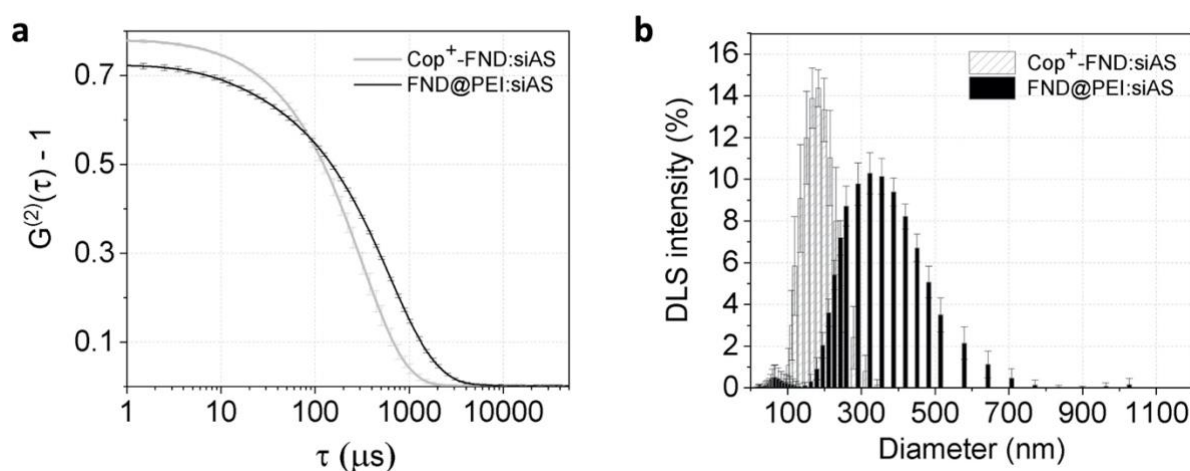 a
Cop⁺-FND:siAS
FND@PEI:siAS
0.7
0.5
0.3
0.1
G⁽²⁾(τ) - 1
1 10 100 1000 10000
τ (μs)
b
Cop⁺-FND:siAS
FND@PEI:siAS
16
14
12
10
8
6
4
2
0
DLS intensity (%)
100 300 500 700 900 1100
Diameter (nm)